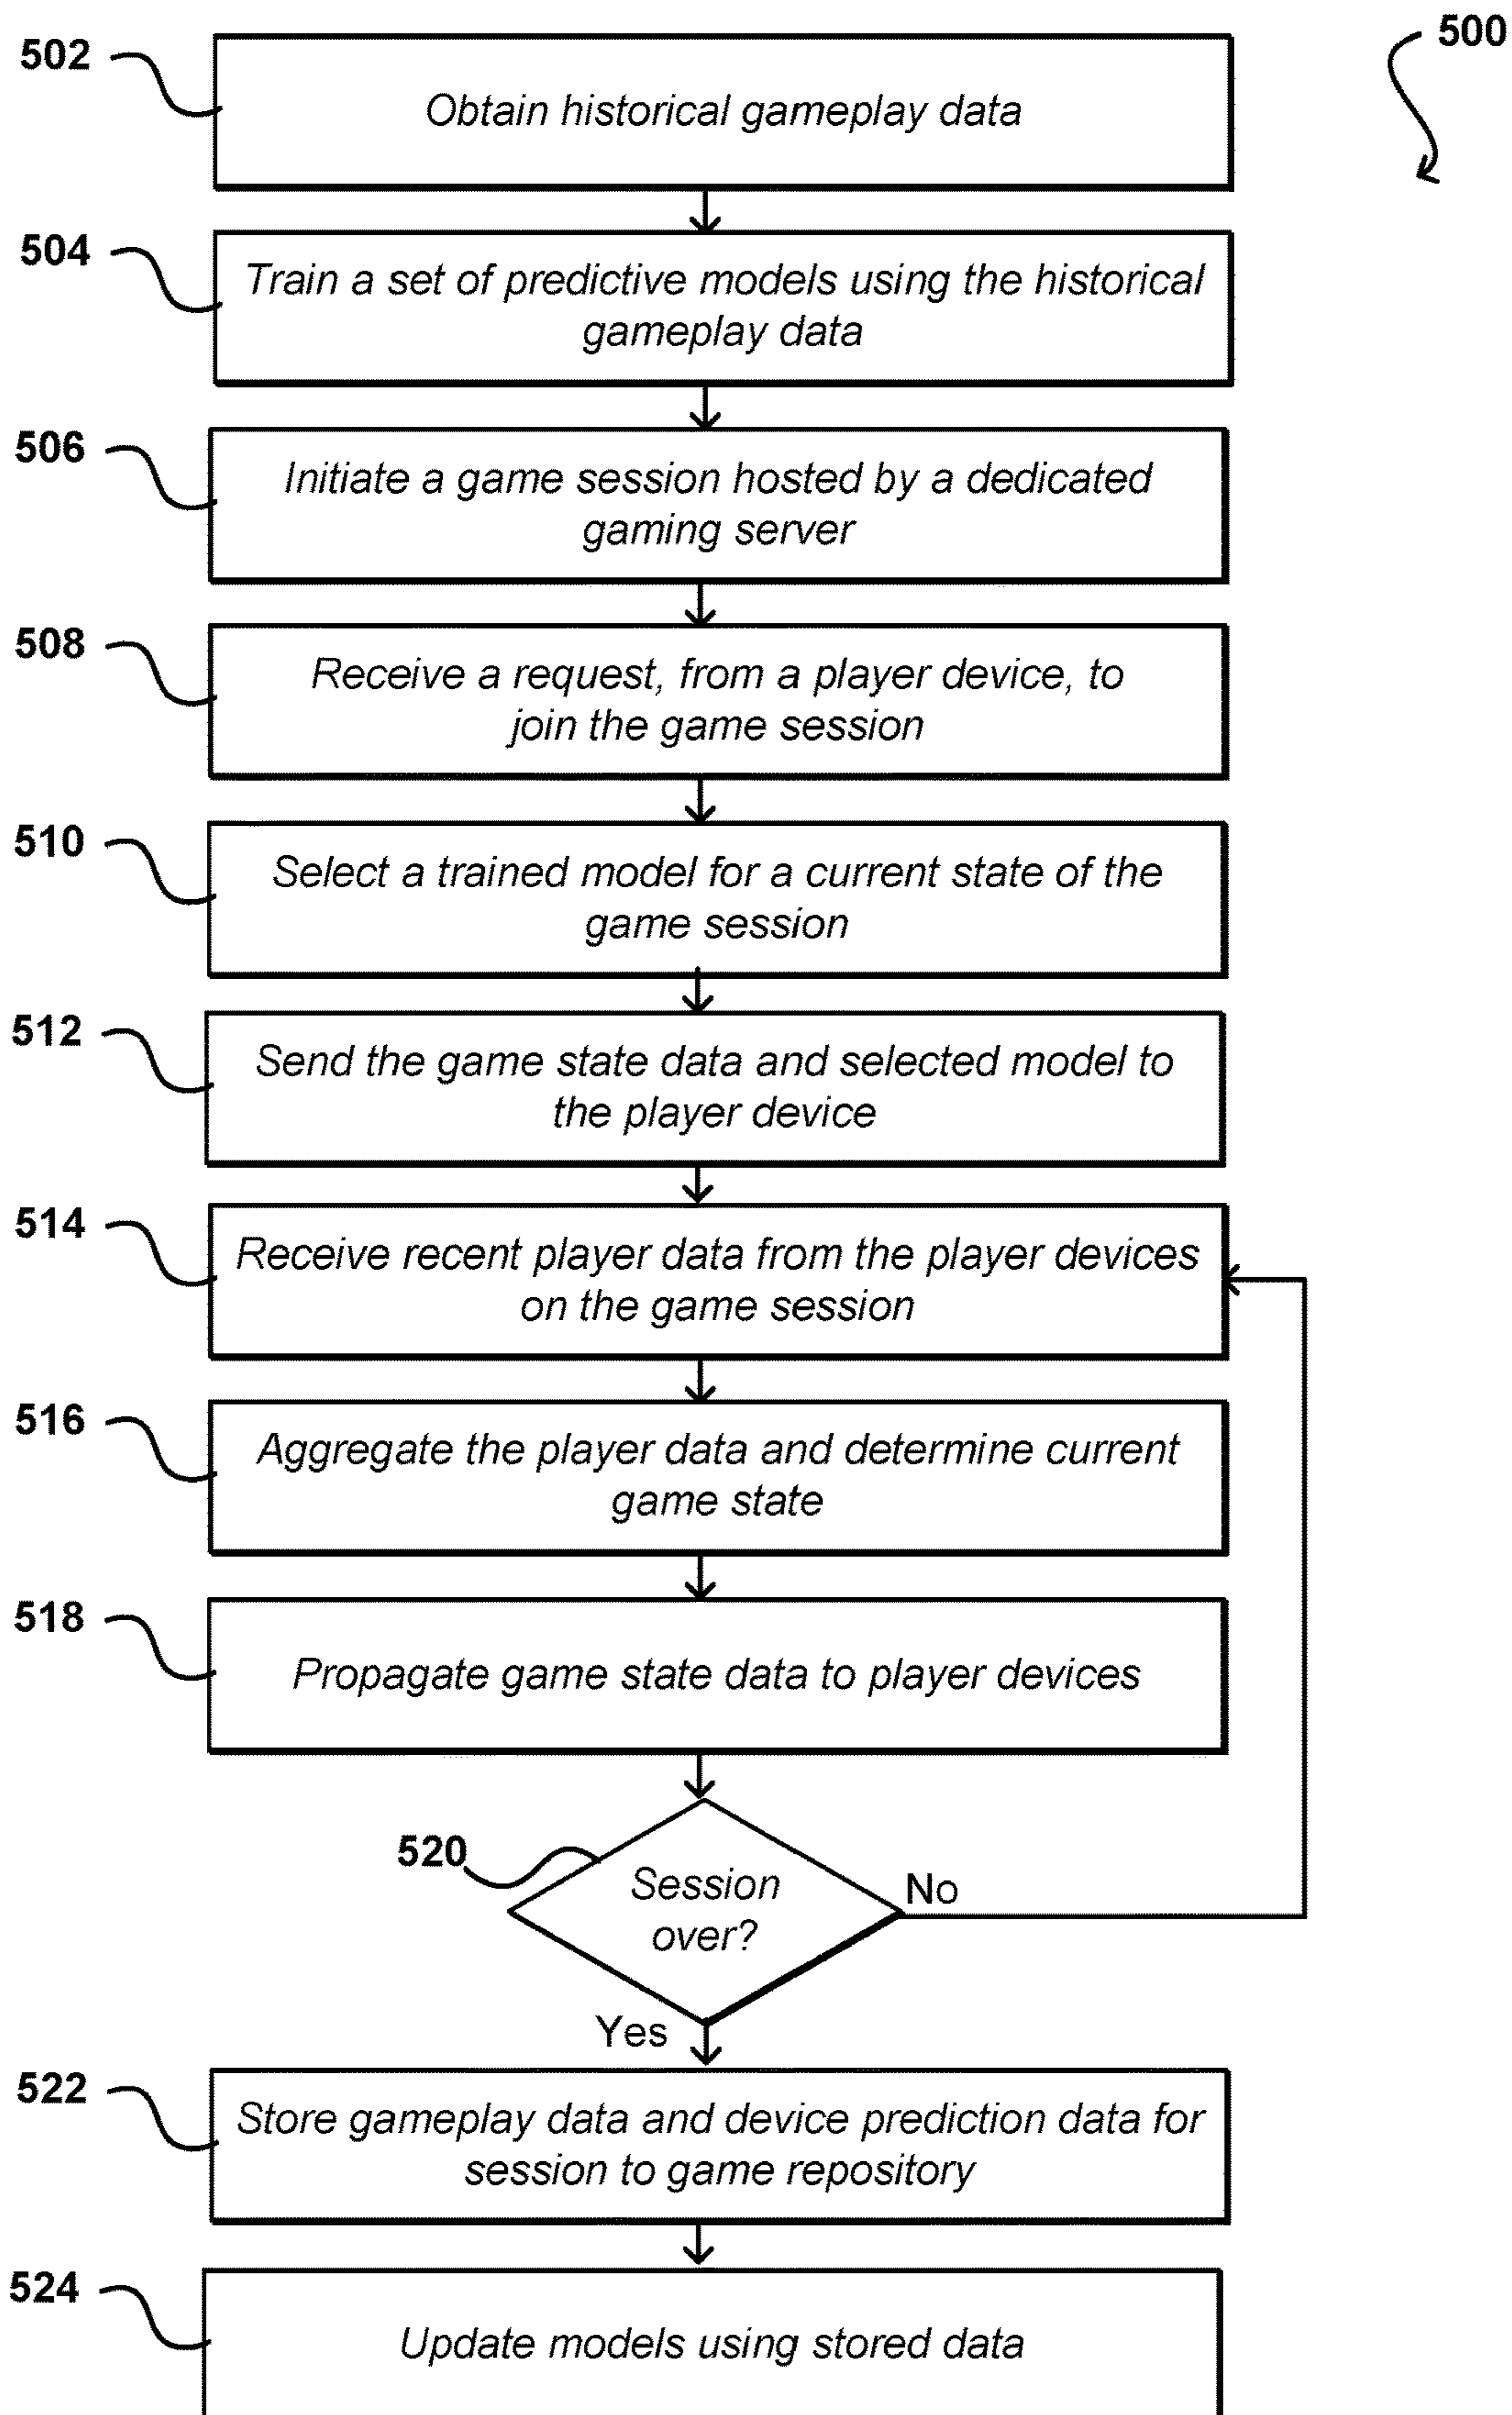 500
502
Obtain historical gameplay data
504
Train a set of predictive models using the historical
gameplay data
506
Initiate a game session hosted by a dedicated
gaming server
508
Receive a request, from a player device, to
join the game session
510
Select a trained model for a current state of the
game session
512
Send the game state data and selected model to
the player device
514
Receive recent player data from the player devices
on the game session
516
Aggregate the player data and determine current
game state
518
Propagate game state data to player devices
520
Session
over?
No
Yes
522
Store gameplay data and device prediction data for
session to game repository
524
Update models using stored data